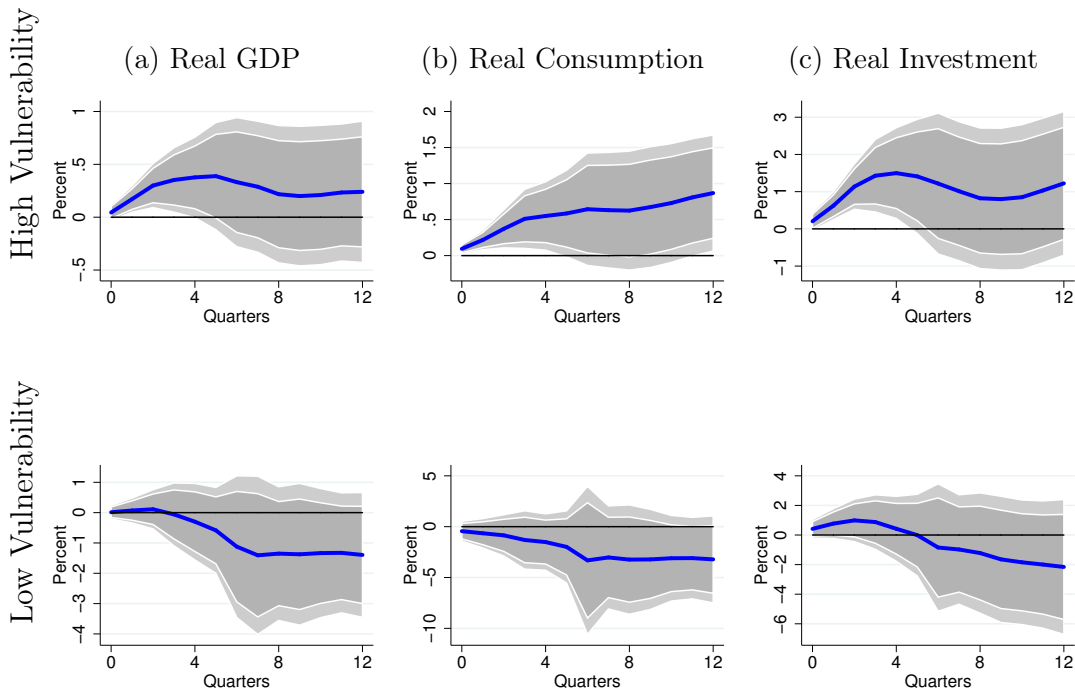 (a) Real GDP
(b) Real Consumption
(c) Real Investment
High Vulnerability
Percent
1
.5
0
-.5
0 4 8 12
Quarters
Percent
2
1.5
1
.5
0
0 4 8 12
Quarters
Percent
3
2
1
0
-1
0 4 8 12
Quarters
Low Vulnerability
Percent
1
0
-1
-2
-3
-4
0 4 8 12
Quarters
Percent
5
0
-5
-10
0 4 8 12
Quarters
Percent
4
2
0
-2
-4
-6
0 4 8 12
Quarters